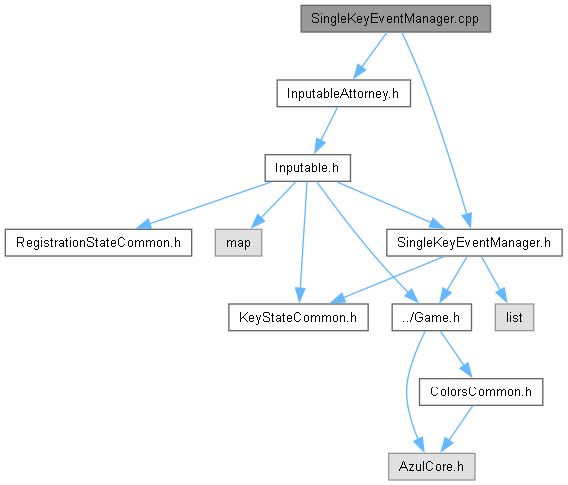 SingleKeyEventManager.cpp
InputableAttorney.h
Inputable.h
RegistrationStateCommon.h
map
SingleKeyEventManager.h
KeyStateCommon.h
../Game.h
list
ColorsCommon.h
AzulCore.h